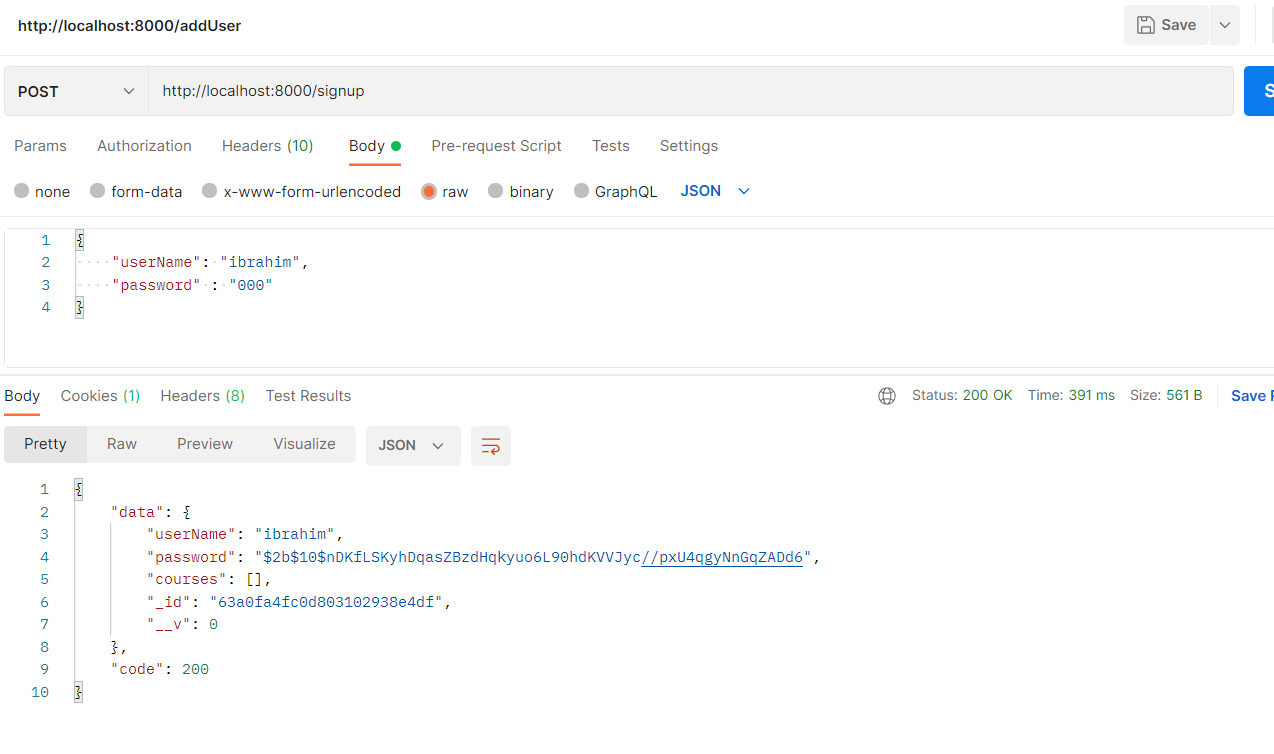 http://localhost:8000/addUser Save
POST http://localhost:8000/signup S
Params Authorization Headers (10) Body Pre-request Script Tests Settings
none form-data x-www-form-urlencoded raw binary GraphQL JSON
1 {
2 "userName": "ibrahim",
3 "password" : "000"
4 }
Body Cookies (1) Headers (8) Test Results Status: 200 OK Time: 391 ms Size: 561 B Save R
Pretty Raw Preview Visualize JSON
1 {
2 "data": {
3 "userName": "ibrahim",
4 "password": "$2b$10$nDKfLSKyhDqasZBzdHqkyuo6L90hdKVVJyc//pxU4qgyNnGqZADd6",
5 "courses": [],
6 "_id": "63a0fa4fc0d803102938e4df",
7 "__v": 0
8 },
9 "code": 200
10 }